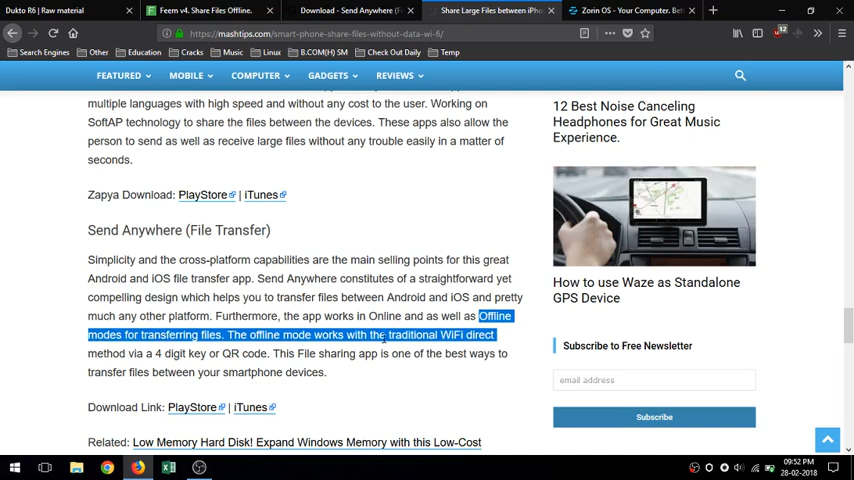 Dukto R6 | Raw material
Feem v4. Share Files Offline.
Download - Send Anywhere (F
Share Large Files between iPho
Zorin OS - Your Computer. Bett
https://mashtips.com/smart-phone-share-files-without-data-wi-fi/
12
Search Engines
Other
Education
Cracks
Music
Linux
B.COM(H) SM
Check Out Daily
Temp
FEATURED
MOBILE
COMPUTER
GADGETS
REVIEWS
multiple languages with high speed and without any cost to the user. Working on
SoftAP technology to share the files between the devices. These apps also allow the
person to send as well as receive large files without any trouble easily in a matter of
seconds.
Zapya Download: PlayStore | iTunes
Send Anywhere (File Transfer)
Simplicity and the cross-platform capabilities are the main selling points for this great
Android and iOS file transfer app. Send Anywhere constitutes of a straightforward yet
compelling design which helps you to transfer files between Android and iOS and pretty
much any other platform. Furthermore, the app works in Online and as well as Offline
modes for transferring files. The offline mode works with the traditional WiFi direct
method via a 4 digit key or QR code. This File sharing app is one of the best ways to
transfer files between your smartphone devices.
Download Link: PlayStore | iTunes
Related: Low Memory Hard Disk! Expand Windows Memory with this Low-Cost
12 Best Noise Canceling
Headphones for Great Music
Experience.
How to use Waze as Standalone
GPS Device
Subscribe to Free Newsletter
email address
Subscribe
09:52 PM
28-02-2018